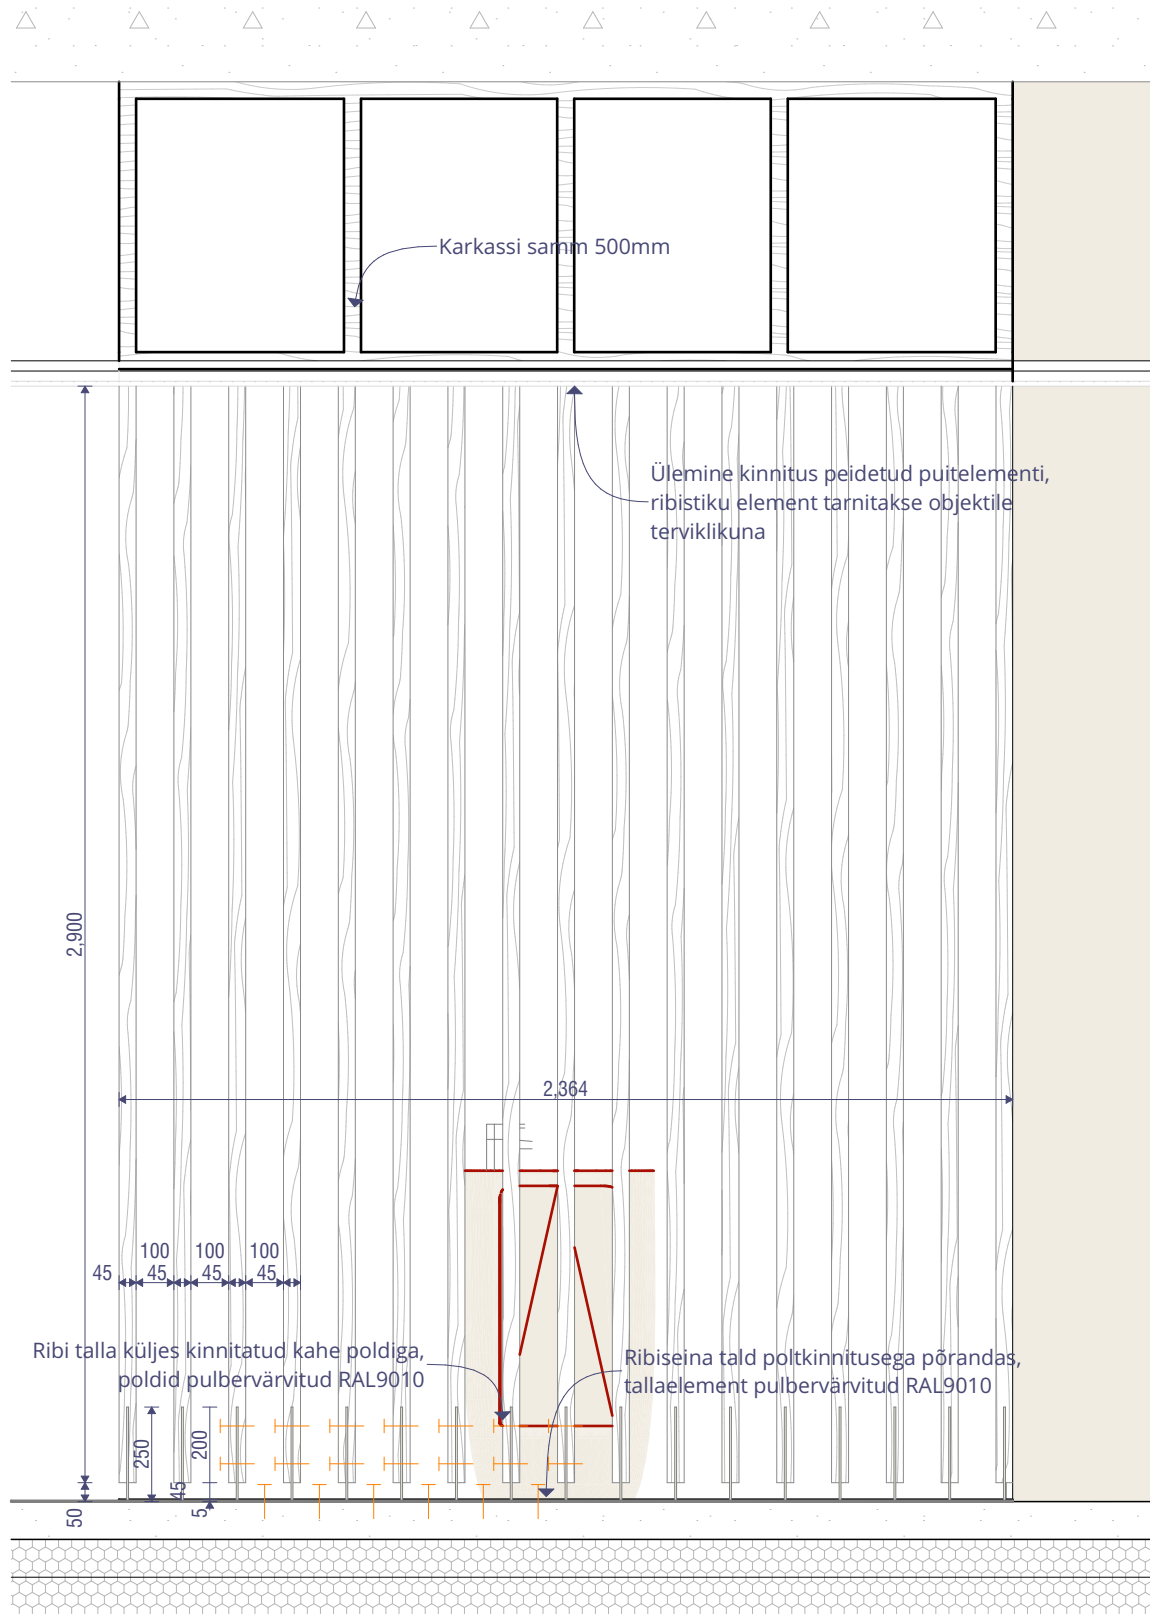 Karkassi samm 500mm
Ülemine kinnitus peidetud puitelementi,
ribistiku element tarnitakse objektile
terviklikuna
2,900
2,364
100
100
100
45
45
45
45
Ribi talla küljes kinnitatud kahe poldiga,
poldid pulbervärvitud RAL9010
Ribiseina tald poltkinnitusega põrandas,
tallaelement pulbervärvitud RAL9010
250
200
45
50
5